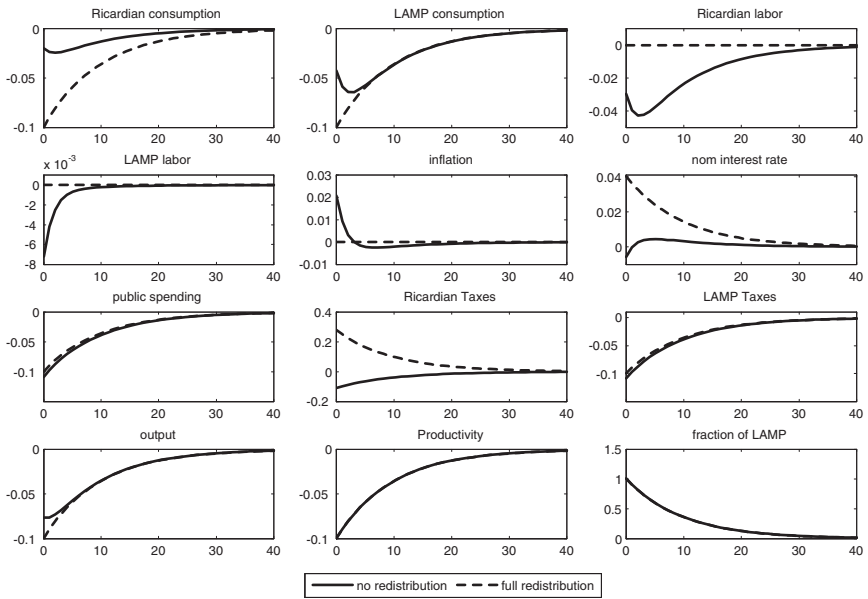 Ricardian consumption
0
-0.05
-0.1
0 10 20 30 40
LAMP consumption
0
-0.05
-0.1
0 10 20 30 40
Ricardian labor
0
-0.02
-0.04
0 10 20 30 40
x 10-3
LAMP labor
0
-2
-4
-6
-8
0 10 20 30 40
inflation
0.03
0.02
0.01
0
-0.01
0 10 20 30 40
nom interest rate
0.04
0.02
0
0 10 20 30 40
public spending
0
-0.05
-0.1
0 10 20 30 40
Ricardian Taxes
0.4
0.2
0
-0.2
0 10 20 30 40
LAMP Taxes
0
-0.05
-0.1
0 10 20 30 40
output
0
-0.05
-0.1
0 10 20 30 40
Productivity
0
-0.05
-0.1
0 10 20 30 40
fraction of LAMP
1.5
1
0.5
0
0 10 20 30 40
no redistribution full redistribution